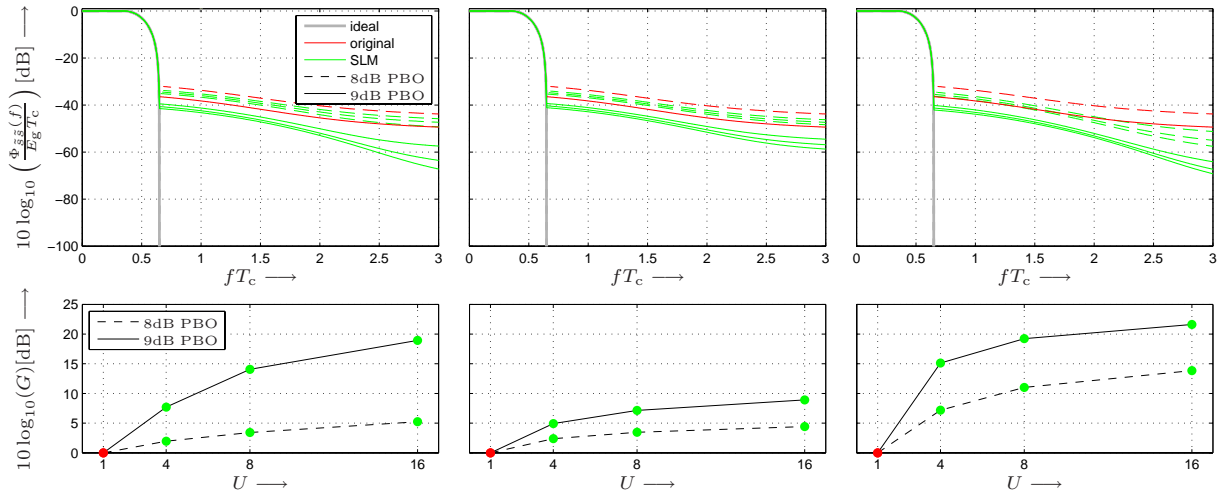 10 log10 (Φs̃s̃(f) / EgTc) [dB] ⟶
0
−20
−40
−60
−80
−100
ideal
original
SLM
8dB PBO
9dB PBO
0 0.5 1 1.5 2 2.5 3
fTc ⟶
0 0.5 1 1.5 2 2.5 3
fTc ⟶
0 0.5 1 1.5 2 2.5 3
fTc ⟶
10 log10(G)[dB] ⟶
25
20
15
10
5
0
8dB PBO
9dB PBO
1 4 8 16
U ⟶
1 4 8 16
U ⟶
1 4 8 16
U ⟶